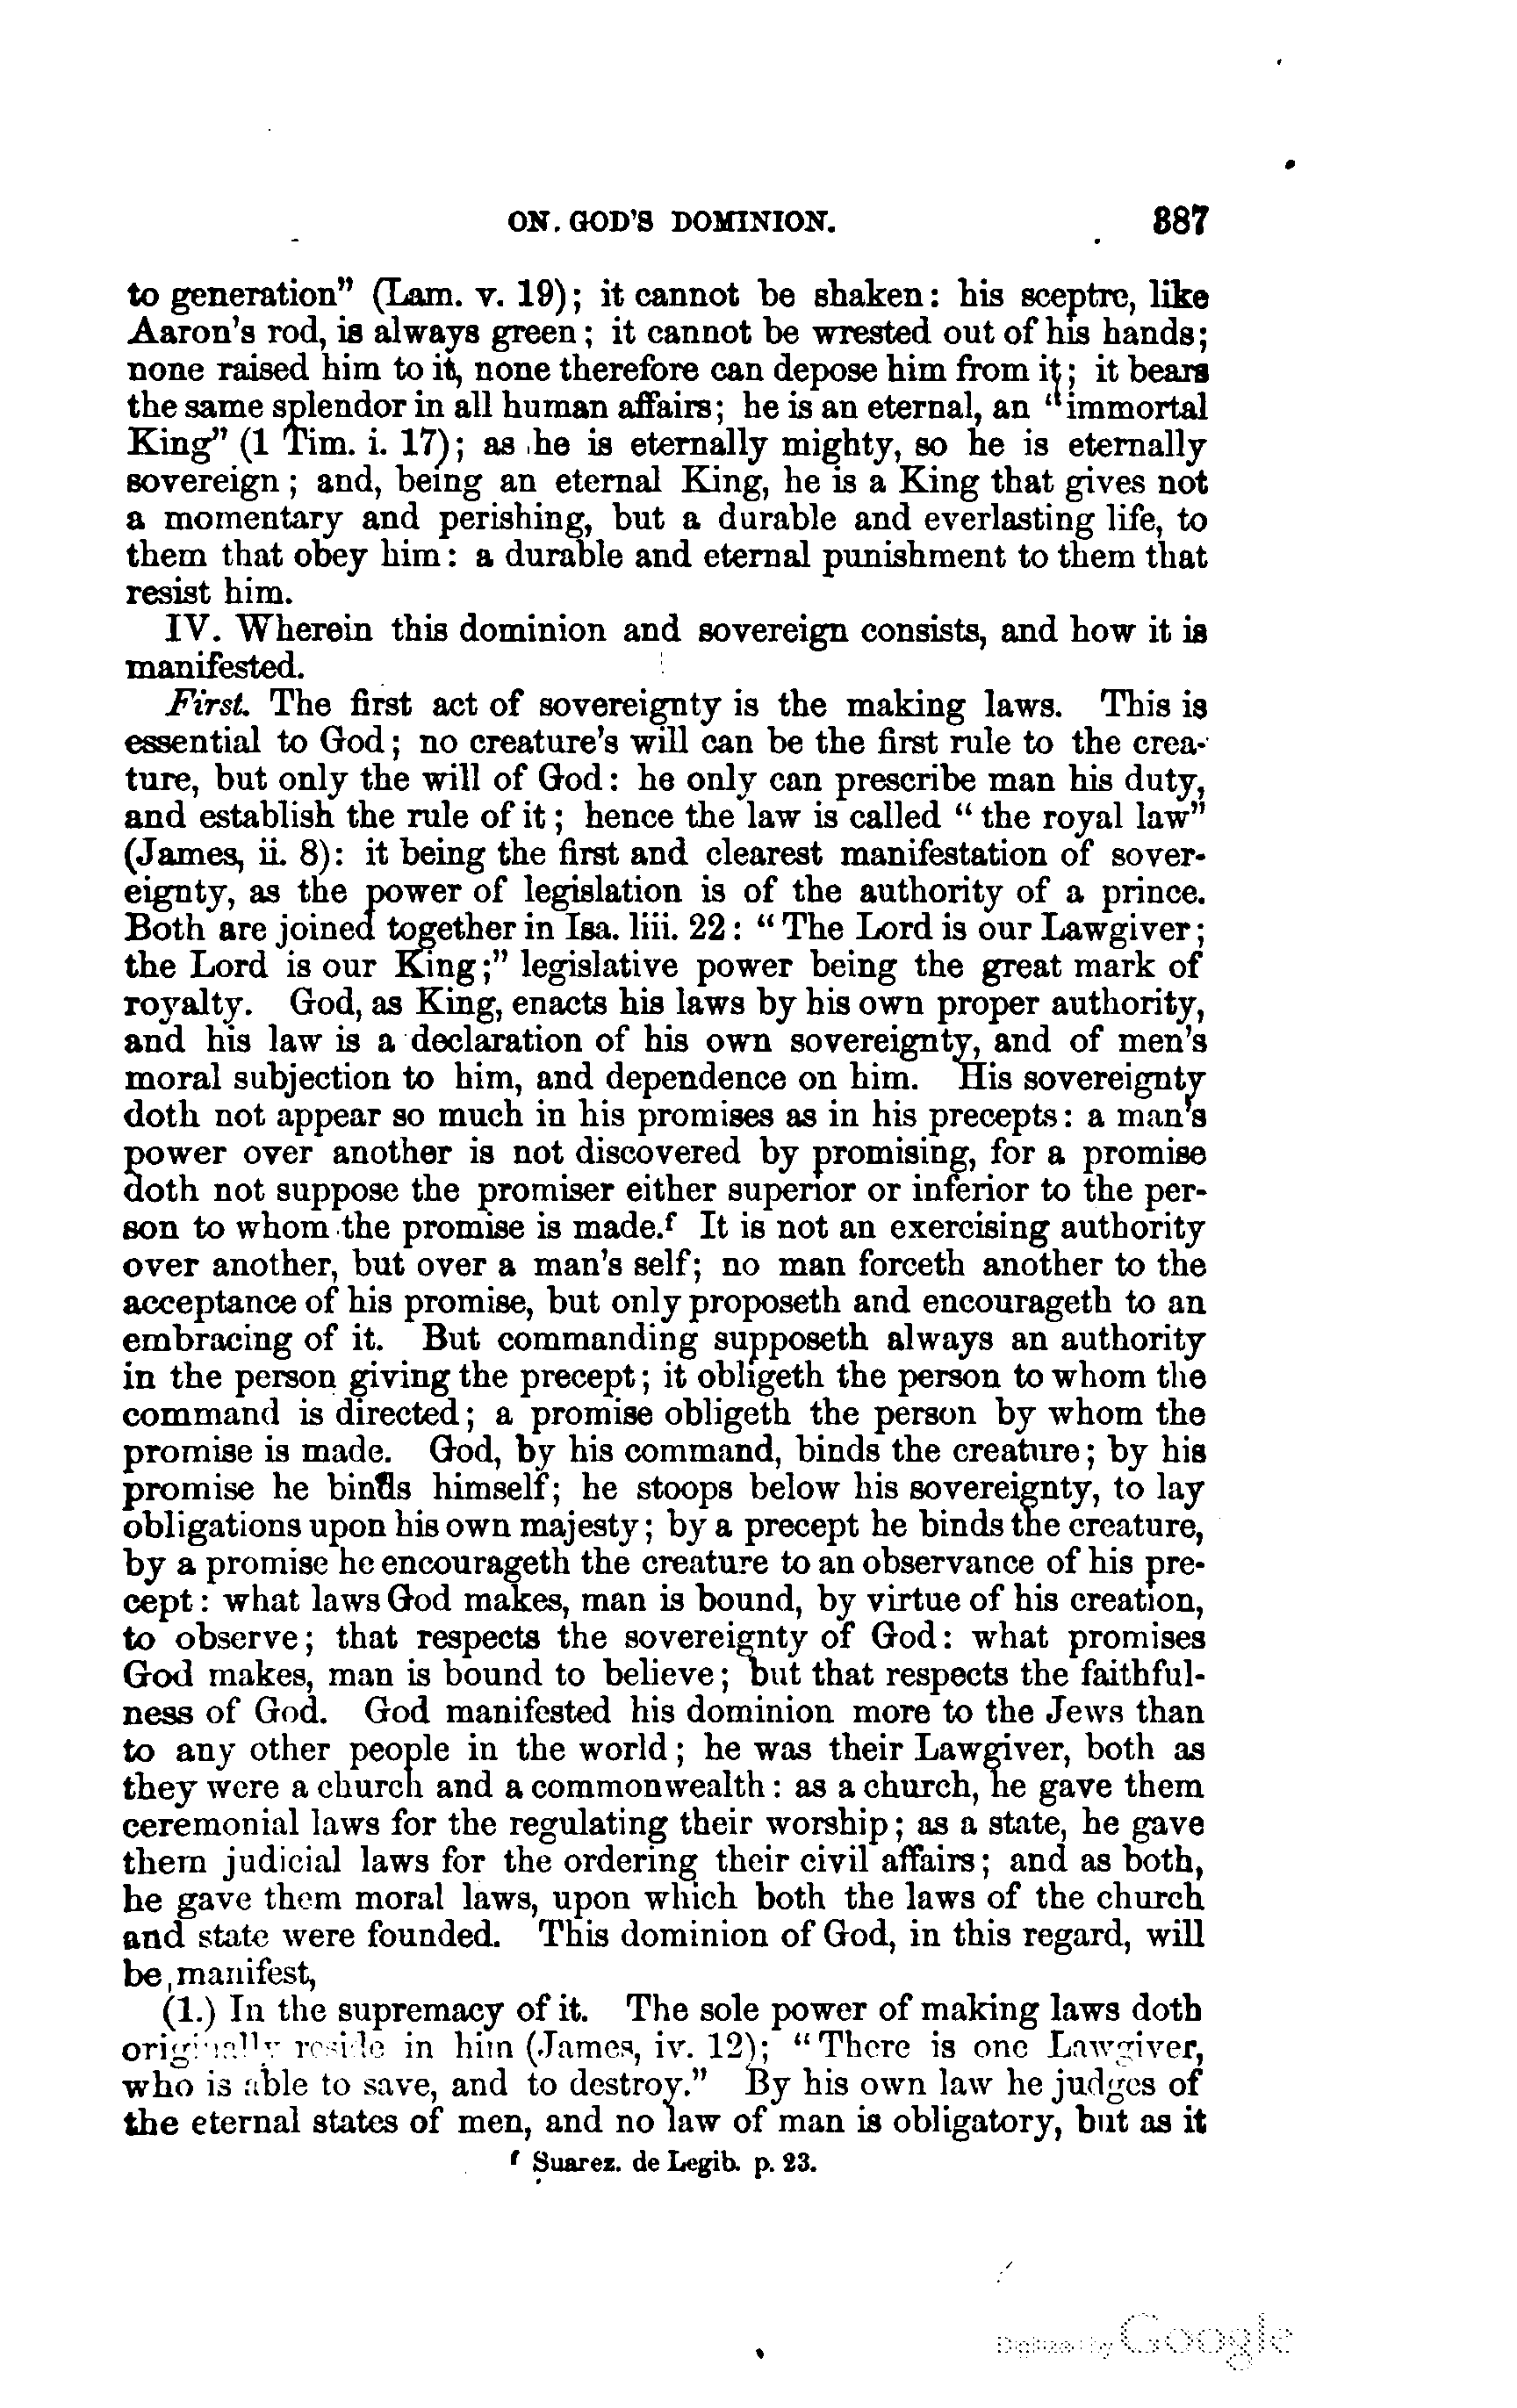 ON GOD'S DOMINION. 387
to generation" (Lam. v. 19); it cannot be shaken: his sceptre, like
Aaron's rod, is always green; it cannot be wrested out of his hands;
none raised him to it, none therefore can depose him from it; it bears
the same splendor in all human affairs; he is an eternal, an "immortal
King" (1 Tim. i. 17); as he is eternally mighty, so he is eternally
sovereign; and, being an eternal King, he is a King that gives not
a momentary and perishing, but a durable and everlasting life, to
them that obey him: a durable and eternal punishment to them that
resist him.
IV. Wherein this dominion and sovereign consists, and how it is
manifested.
First. The first act of sovereignty is the making laws. This is
essential to God; no creature's will can be the first rule to the crea-
ture, but only the will of God: he only can prescribe man his duty,
and establish the rule of it; hence the law is called "the royal law"
(James, ii. 8): it being the first and clearest manifestation of sover-
eignty, as the power of legislation is of the authority of a prince.
Both are joined together in Isa. liii. 22: "The Lord is our Lawgiver;
the Lord is our King;" legislative power being the great mark of
royalty. God, as King, enacts his laws by his own proper authority,
and his law is a declaration of his own sovereignty, and of men's
moral subjection to him, and dependence on him. His sovereignty
doth not appear so much in his promises as in his precepts: a man's
power over another is not discovered by promising, for a promise
doth not suppose the promiser either superior or inferior to the per-
son to whom the promise is made.f It is not an exercising authority
over another, but over a man's self; no man forceth another to the
acceptance of his promise, but only proposeth and encourageth to an
embracing of it. But commanding supposeth always an authority
in the person giving the precept; it obligeth the person to whom the
command is directed; a promise obligeth the person by whom the
promise is made. God, by his command, binds the creature; by his
promise he binds himself; he stoops below his sovereignty, to lay
obligations upon his own majesty; by a precept he binds the creature,
by a promise he encourageth the creature to an observance of his pre-
cept: what laws God makes, man is bound, by virtue of his creation,
to observe; that respects the sovereignty of God: what promises
God makes, man is bound to believe; but that respects the faithful-
ness of God. God manifested his dominion more to the Jews than
to any other people in the world; he was their Lawgiver, both as
they were a church and a commonwealth: as a church, he gave them
ceremonial laws for the regulating their worship; as a state, he gave
them judicial laws for the ordering their civil affairs; and as both,
he gave them moral laws, upon which both the laws of the church
and state were founded. This dominion of God, in this regard, will
be manifest,
(1.) In the supremacy of it. The sole power of making laws doth
originally reside in him (James, iv. 12); "There is one Lawgiver,
who is able to save, and to destroy." By his own law he judges of
the eternal states of men, and no law of man is obligatory, but as it
f Suarez. de Legib. p. 23.
Digitized by Google